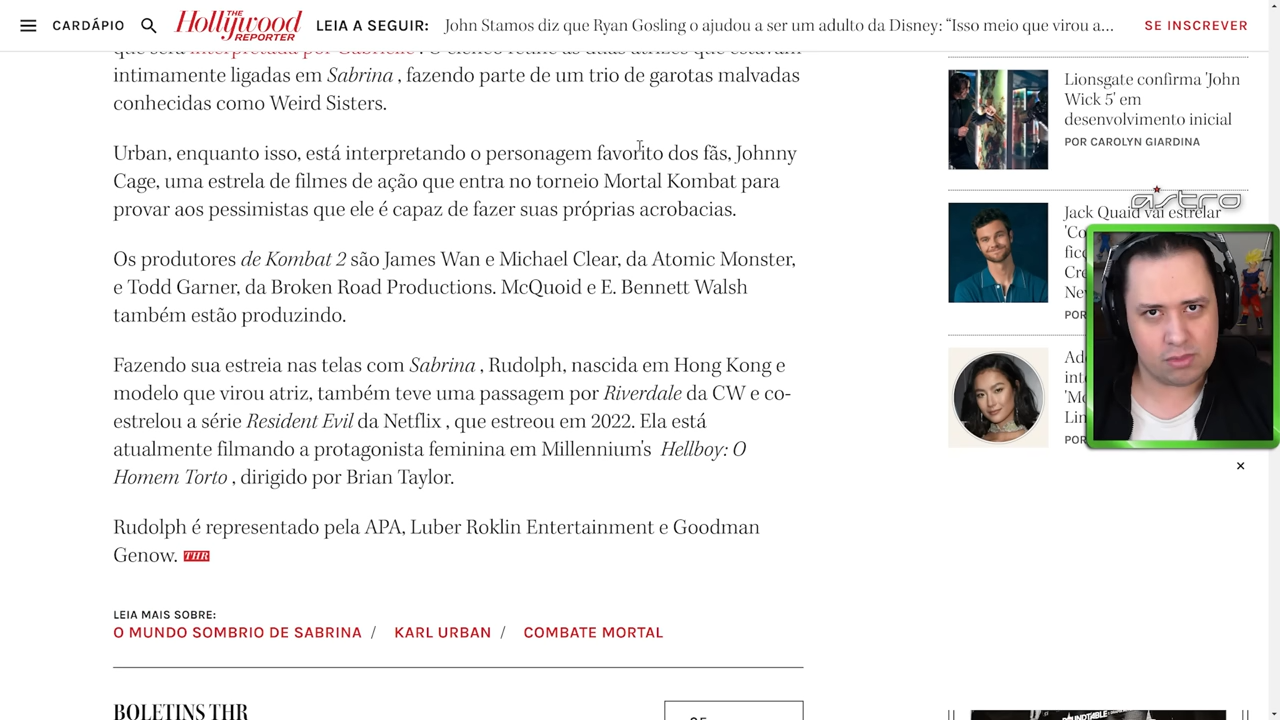 CARDÁPIO
The Hollywood REPORTER
LEIA A SEGUIR:
John Stamos diz que Ryan Gosling o ajudou a ser um adulto da Disney: “Isso meio que virou a...
SE INSCREVER
intimamente ligadas em Sabrina , fazendo parte de um trio de garotas malvadas
conhecidas como Weird Sisters.
Urban, enquanto isso, está interpretando o personagem favorito dos fãs, Johnny
Cage, uma estrela de filmes de ação que entra no torneio Mortal Kombat para
provar aos pessimistas que ele é capaz de fazer suas próprias acrobacias.
Os produtores de Kombat 2 são James Wan e Michael Clear, da Atomic Monster,
e Todd Garner, da Broken Road Productions. McQuoid e E. Bennett Walsh
também estão produzindo.
Fazendo sua estreia nas telas com Sabrina , Rudolph, nascida em Hong Kong e
modelo que virou atriz, também teve uma passagem por Riverdale da CW e co-
estrelou a série Resident Evil da Netflix , que estreou em 2022. Ela está
atualmente filmando a protagonista feminina em Millennium's Hellboy: O
Homem Torto , dirigido por Brian Taylor.
Rudolph é representado pela APA, Luber Roklin Entertainment e Goodman
Genow. THR
LEIA MAIS SOBRE:
O MUNDO SOMBRIO DE SABRINA / KARL URBAN / COMBATE MORTAL
BOLETINS THR
Lionsgate confirma 'John
Wick 5' em
desenvolvimento inicial
POR CAROLYN GIARDINA
astro
Jack Quaid vai estrelar